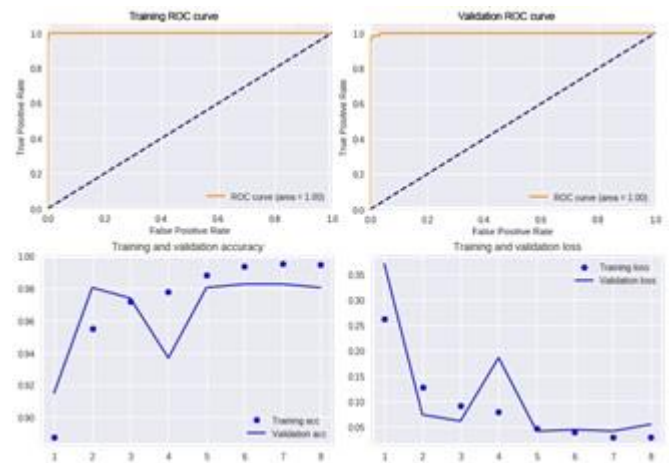 Training ROC curve
1.0
0.8
0.6
0.4
0.2
0.0
True Positive Rate
ROC curve (area = 1.00)
0.0 0.2 0.4 0.6 0.8 1.0
False Positive Rate
Validation ROC curve
1.0
0.8
0.6
0.4
0.2
0.0
True Positive Rate
ROC curve (area = 1.00)
0.0 0.2 0.4 0.6 0.8 1.0
False Positive Rate
Training and validation accuracy
1.00
0.98
0.96
0.94
0.92
0.90
Training acc
Validation acc
1 2 3 4 5 6 7 8
Training and validation loss
0.35
0.30
0.25
0.20
0.15
0.10
0.05
Training loss
Validation loss
1 2 3 4 5 6 7 8